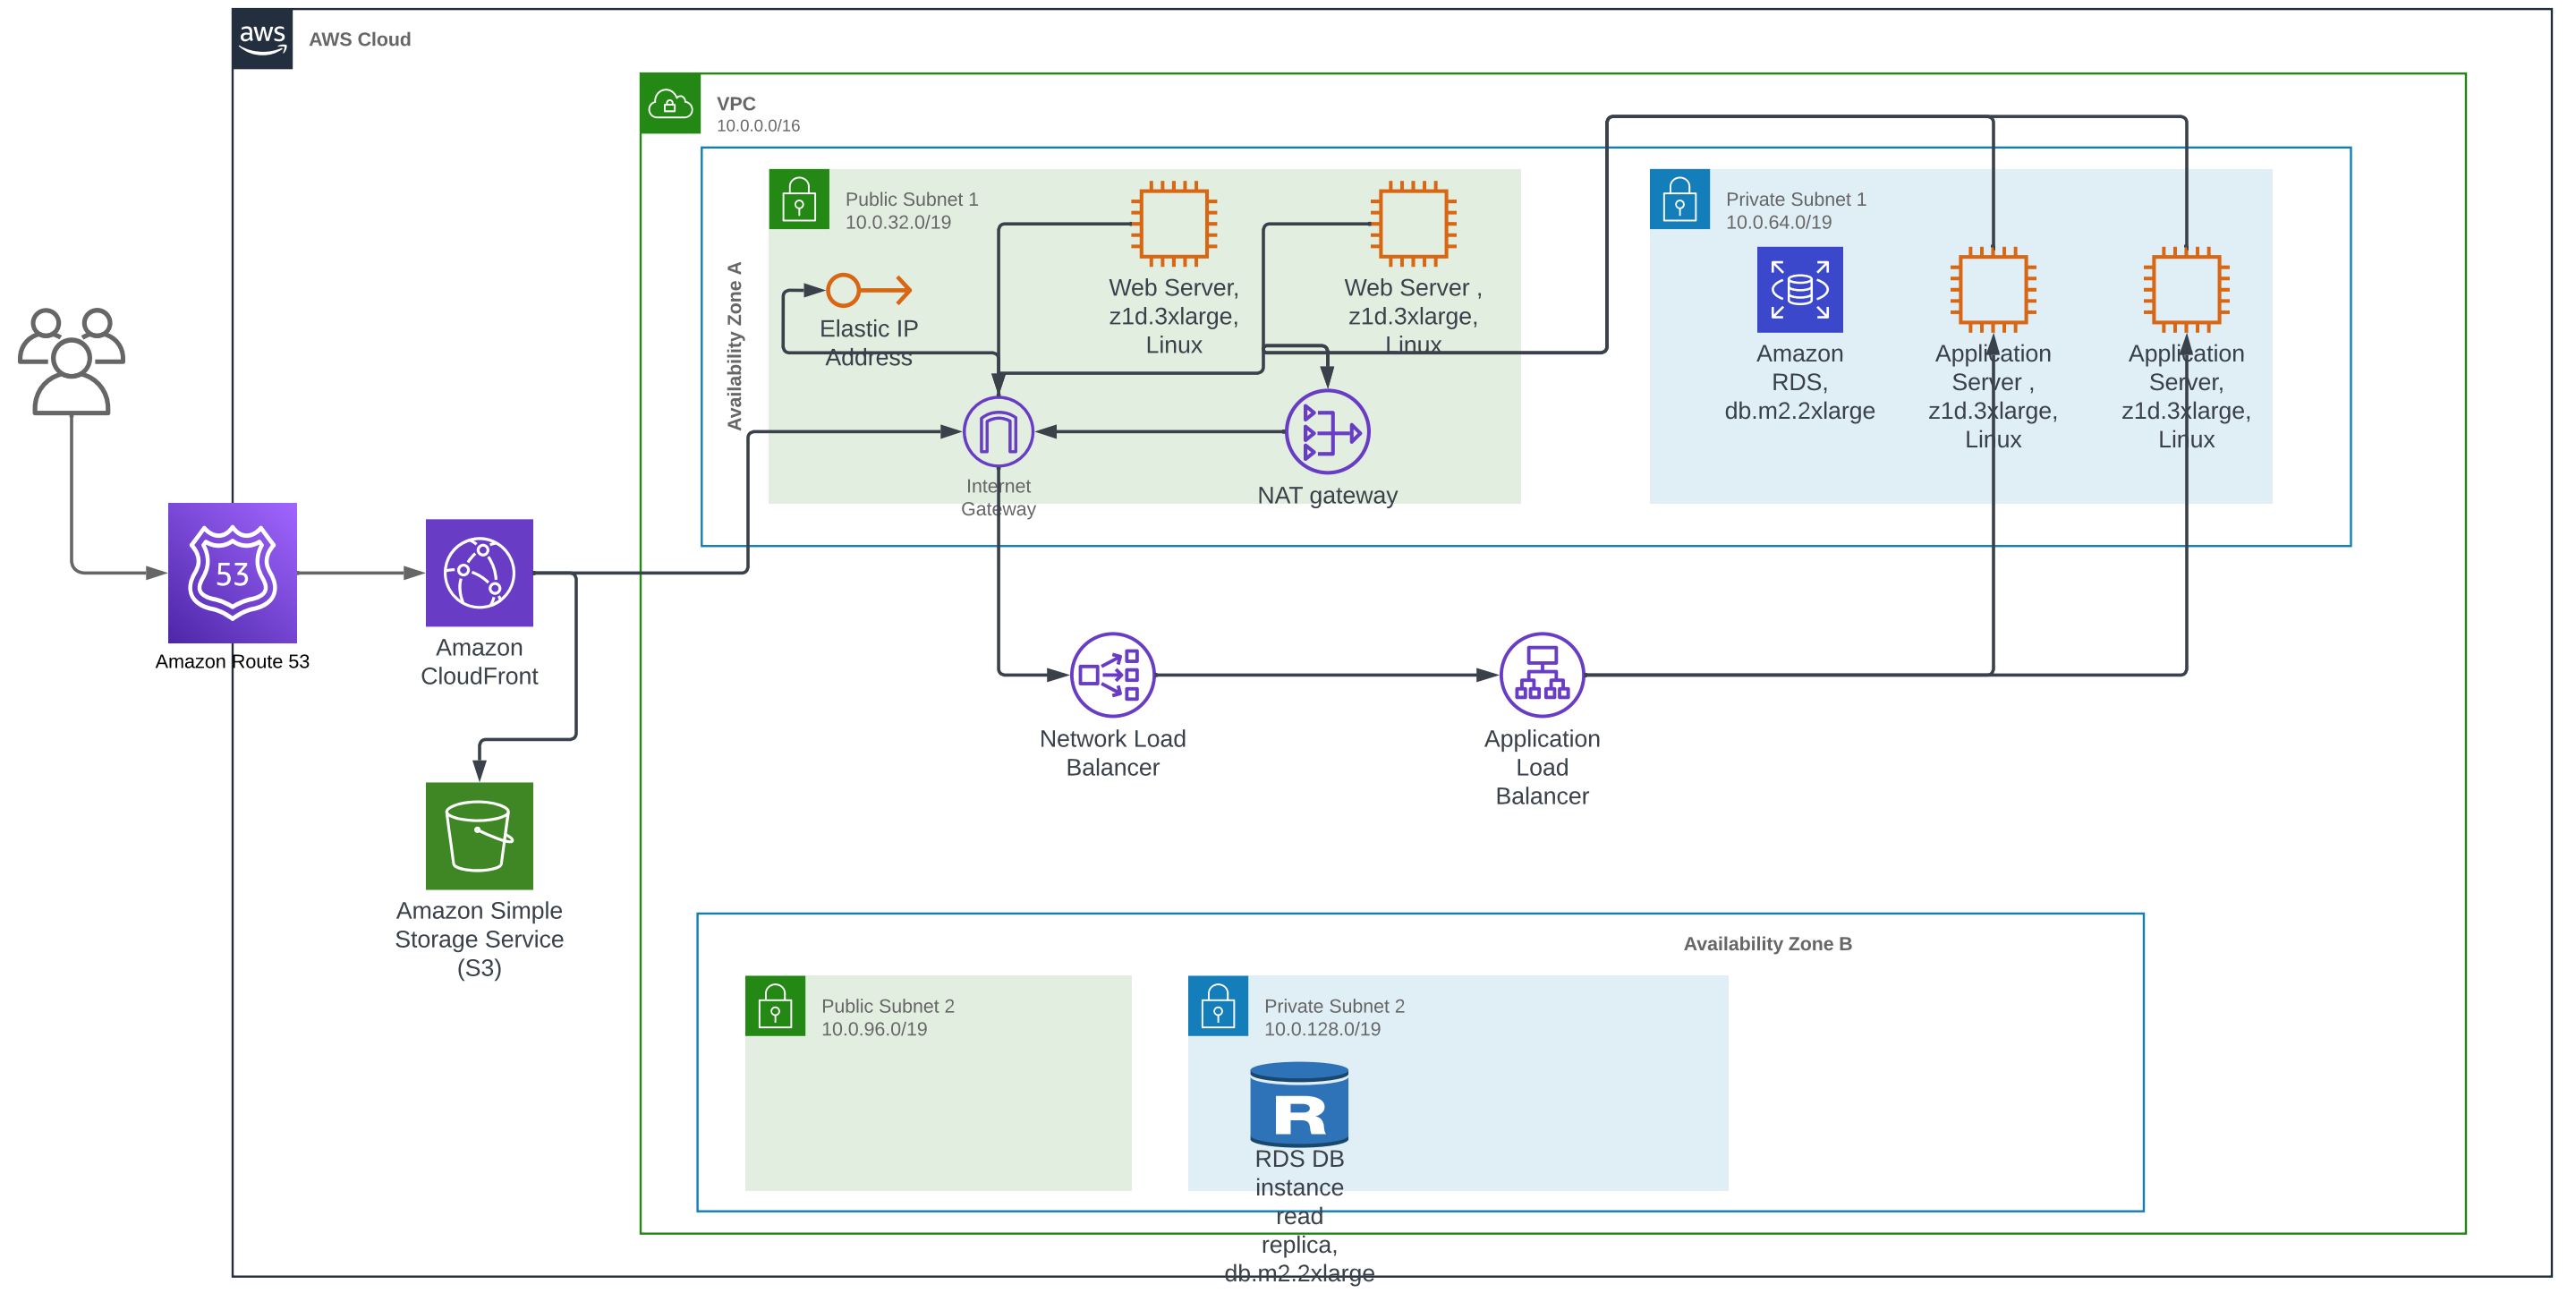 aws
AWS Cloud
VPC
10.0.0.0/16
Availability Zone A
Public Subnet 1
10.0.32.0/19
Web Server,
z1d.3xlarge,
Linux
Web Server ,
z1d.3xlarge,
Linux
Elastic IP
Address
Internet
Gateway
NAT gateway
Private Subnet 1
10.0.64.0/19
Amazon
RDS,
db.m2.2xlarge
Application
Server ,
z1d.3xlarge,
Linux
Application
Server,
z1d.3xlarge,
Linux
53
Amazon Route 53
Amazon
CloudFront
Amazon Simple
Storage Service
(S3)
Network Load
Balancer
Application
Load
Balancer
Availability Zone B
Public Subnet 2
10.0.96.0/19
Private Subnet 2
10.0.128.0/19
R
RDS DB
instance
read
replica,
db.m2.2xlarge